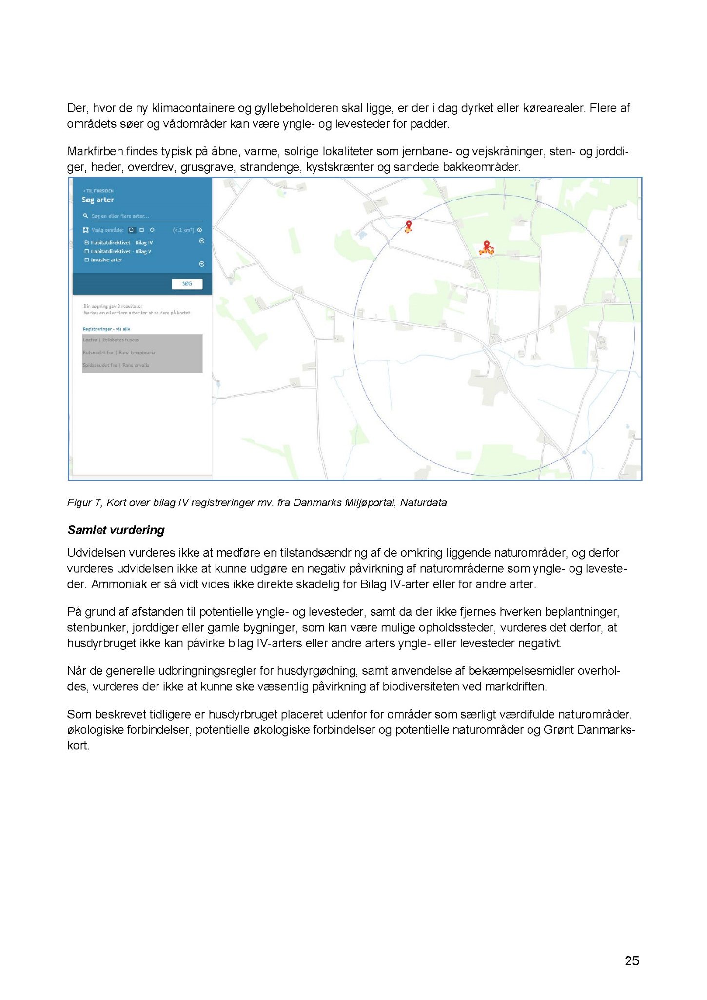 Der, hvor de ny klimacontainere og gyllebeholderen skal ligge, er der i dag dyrket eller kørearealer. Flere af
områdets søer og vådområder kan være yngle- og levesteder for padder.
Markfirben findes typisk på åbne, varme, solrige lokaliteter som jernbane- og vejskråninger, sten- og jorddi-
ger, heder, overdrev, grusgrave, strandenge, kystskrænter og sandede bakkeområder.
< TIL FORSIDEN
Søg arter
Søg en eller flere arter...
Vælg område: (4.2 km²)
Habitatdirektivet - Bilag IV
Habitatdirektivet - Bilag V
Invasive arter
SØG
Din søgning gav 3 resultater
Marker en eller flere arter for at se dem på kortet
Registreringer - vis alle
Løgfrø | Pelobates fuscus
Butsnudet frø | Rana temporaria
Spidssnudet frø | Rana arvalis
Figur 7, Kort over bilag IV registreringer mv. fra Danmarks Miljøportal, Naturdata
Samlet vurdering
Udvidelsen vurderes ikke at medføre en tilstandsændring af de omkring liggende naturområder, og derfor
vurderes udvidelsen ikke at kunne udgøre en negativ påvirkning af naturområderne som yngle- og leveste-
der. Ammoniak er så vidt vides ikke direkte skadelig for Bilag IV-arter eller for andre arter.
På grund af afstanden til potentielle yngle- og levesteder, samt da der ikke fjernes hverken beplantninger,
stenbunker, jorddiger eller gamle bygninger, som kan være mulige opholdssteder, vurderes det derfor, at
husdyrbruget ikke kan påvirke bilag IV-arters eller andre arters yngle- eller levesteder negativt.
Når de generelle udbringningsregler for husdyrgødning, samt anvendelse af bekæmpelsesmidler overhol-
des, vurderes der ikke at kunne ske væsentlig påvirkning af biodiversiteten ved markdriften.
Som beskrevet tidligere er husdyrbruget placeret udenfor for områder som særligt værdifulde naturområder,
økologiske forbindelser, potentielle økologiske forbindelser og potentielle naturområder og Grønt Danmarks-
kort.
25